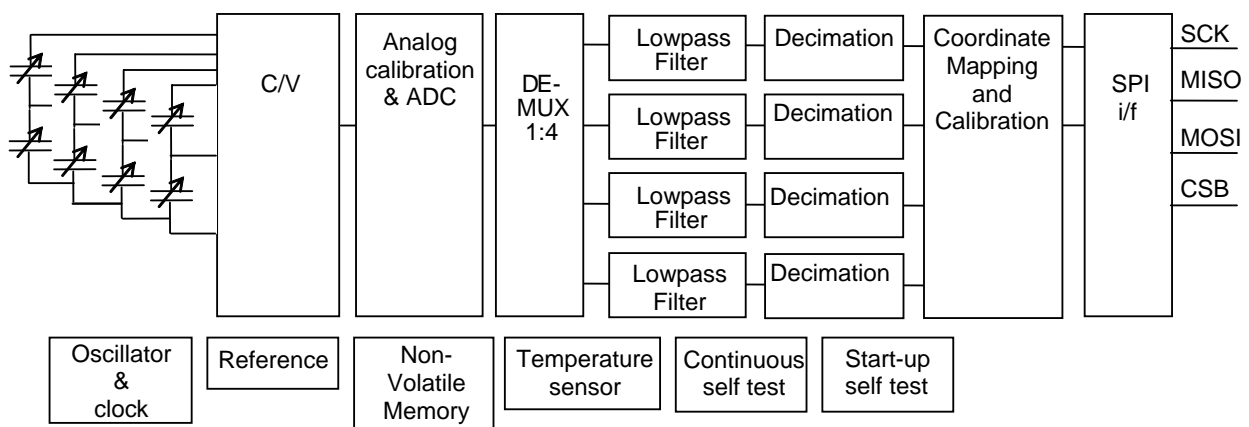 C/V
Analog
calibration
& ADC
DE-
MUX
1:4
Lowpass
Filter
Decimation
Lowpass
Filter
Decimation
Lowpass
Filter
Decimation
Lowpass
Filter
Decimation
Coordinate
Mapping
and
Calibration
SPI
i/f
SCK
MISO
MOSI
CSB
Oscillator
&
clock
Reference
Non-
Volatile
Memory
Temperature
sensor
Continuous
self test
Start-up
self test